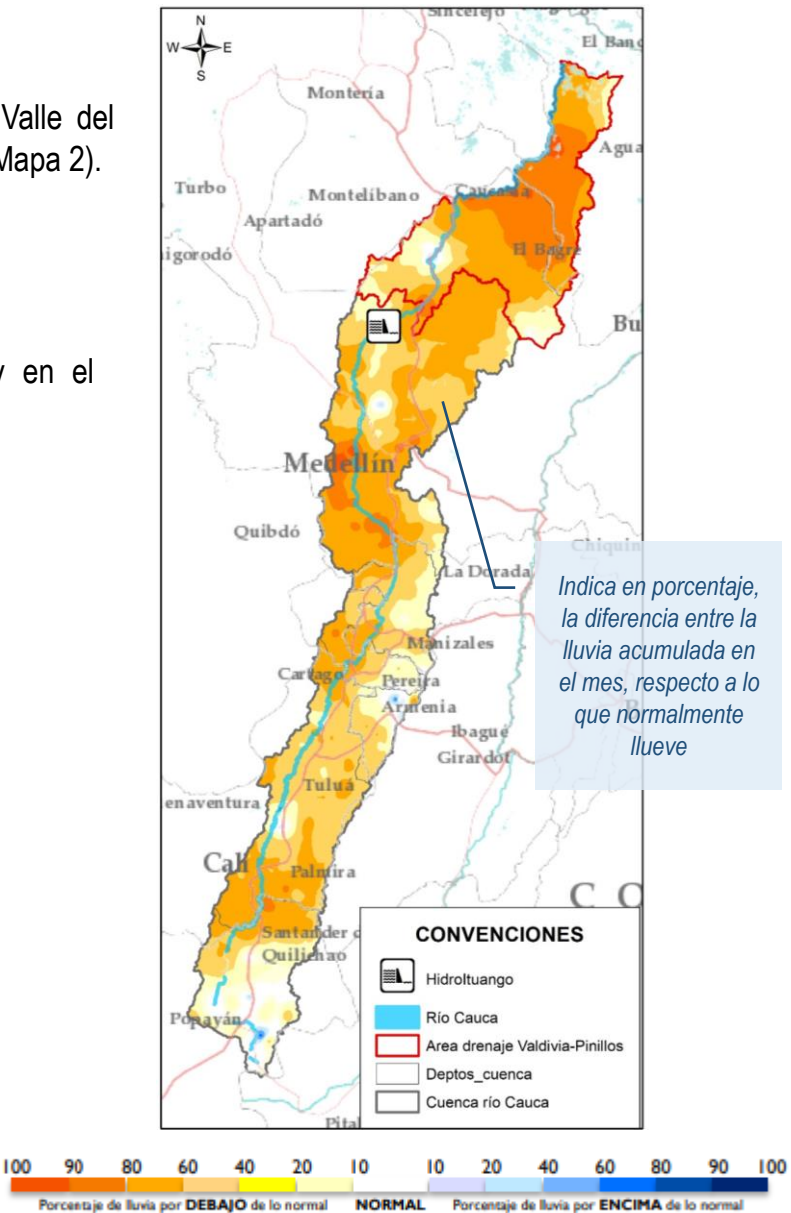 Valle del
Mapa 2).
y en el
N
W E
S
Sincelejo
El Banc
Montería
Agua
Turbo
Montelíbano
Caucasia
Apartadó
igorodó
El Bagre
Bu
Medellín
Quibdó
Chiquin
La Dorada
Manizales
Cartago
Pereira
Armenia
Ibague
Girardot
Tuluá
enaventura
Cali
Palmira
C O
Santander d
Quilichao
Popayán
Pital
Indica en porcentaje,
la diferencia entre la
lluvia acumulada en
el mes, respecto a lo
que normalmente
llueve
CONVENCIONES
HidroItuango
Río Cauca
Area drenaje Valdivia-Pinillos
Deptos_cuenca
Cuenca río Cauca
100 90 80 60 40 20 10 10 20 40 60 80 90 100
Porcentaje de lluvia por DEBAJO de lo normal NORMAL Porcentaje de lluvia por ENCIMA de lo normal